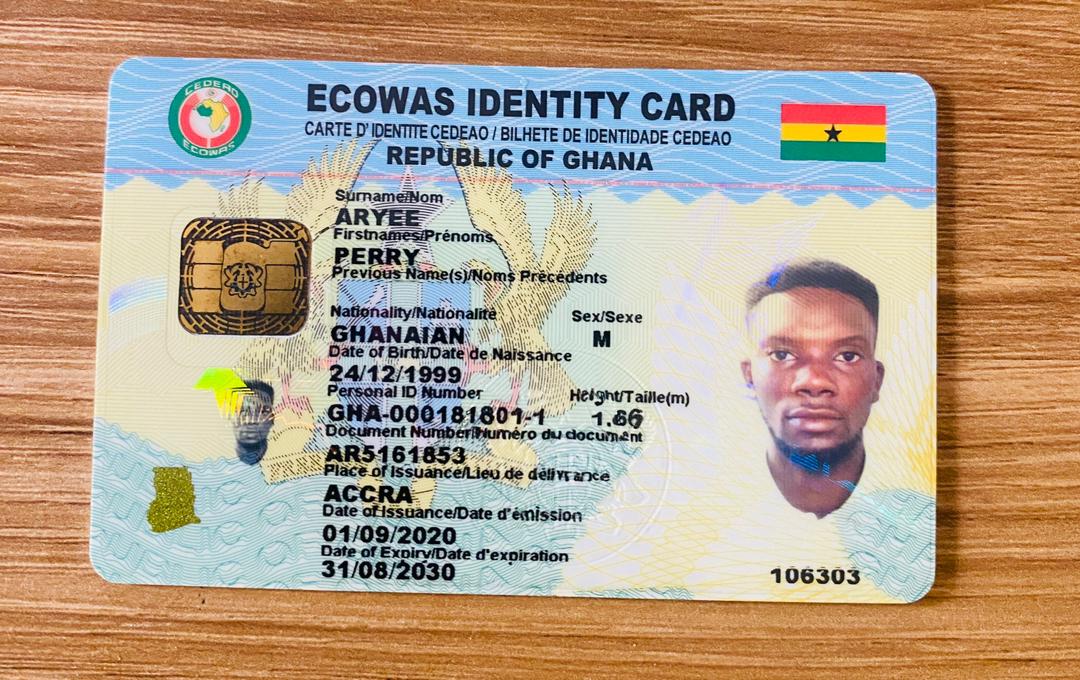 CEDEAO
ECOWAS
ECOWAS IDENTITY CARD
CARTE D'IDENTITE CEDEAO / BILHETE DE IDENTIDADE CEDEAO
REPUBLIC OF GHANA
Surname/Nom
ARYEE
Firstnames/Prénoms
PERRY
Previous Name(s)/Noms Précédents
Nationality/Nationalité
GHANAIAN
Sex/Sexe
M
Date of Birth/Date de Naissance
24/12/1999
Personal ID Number
GHA-000181801-1
Height/Taille(m)
1.66
Document Number/Numéro du document
AR5161853
Place of Issuance/Lieu de délivrance
ACCRA
Date of Issuance/Date d'émission
01/09/2020
Date of Expiry/Date d'expiration
31/08/2030
106303